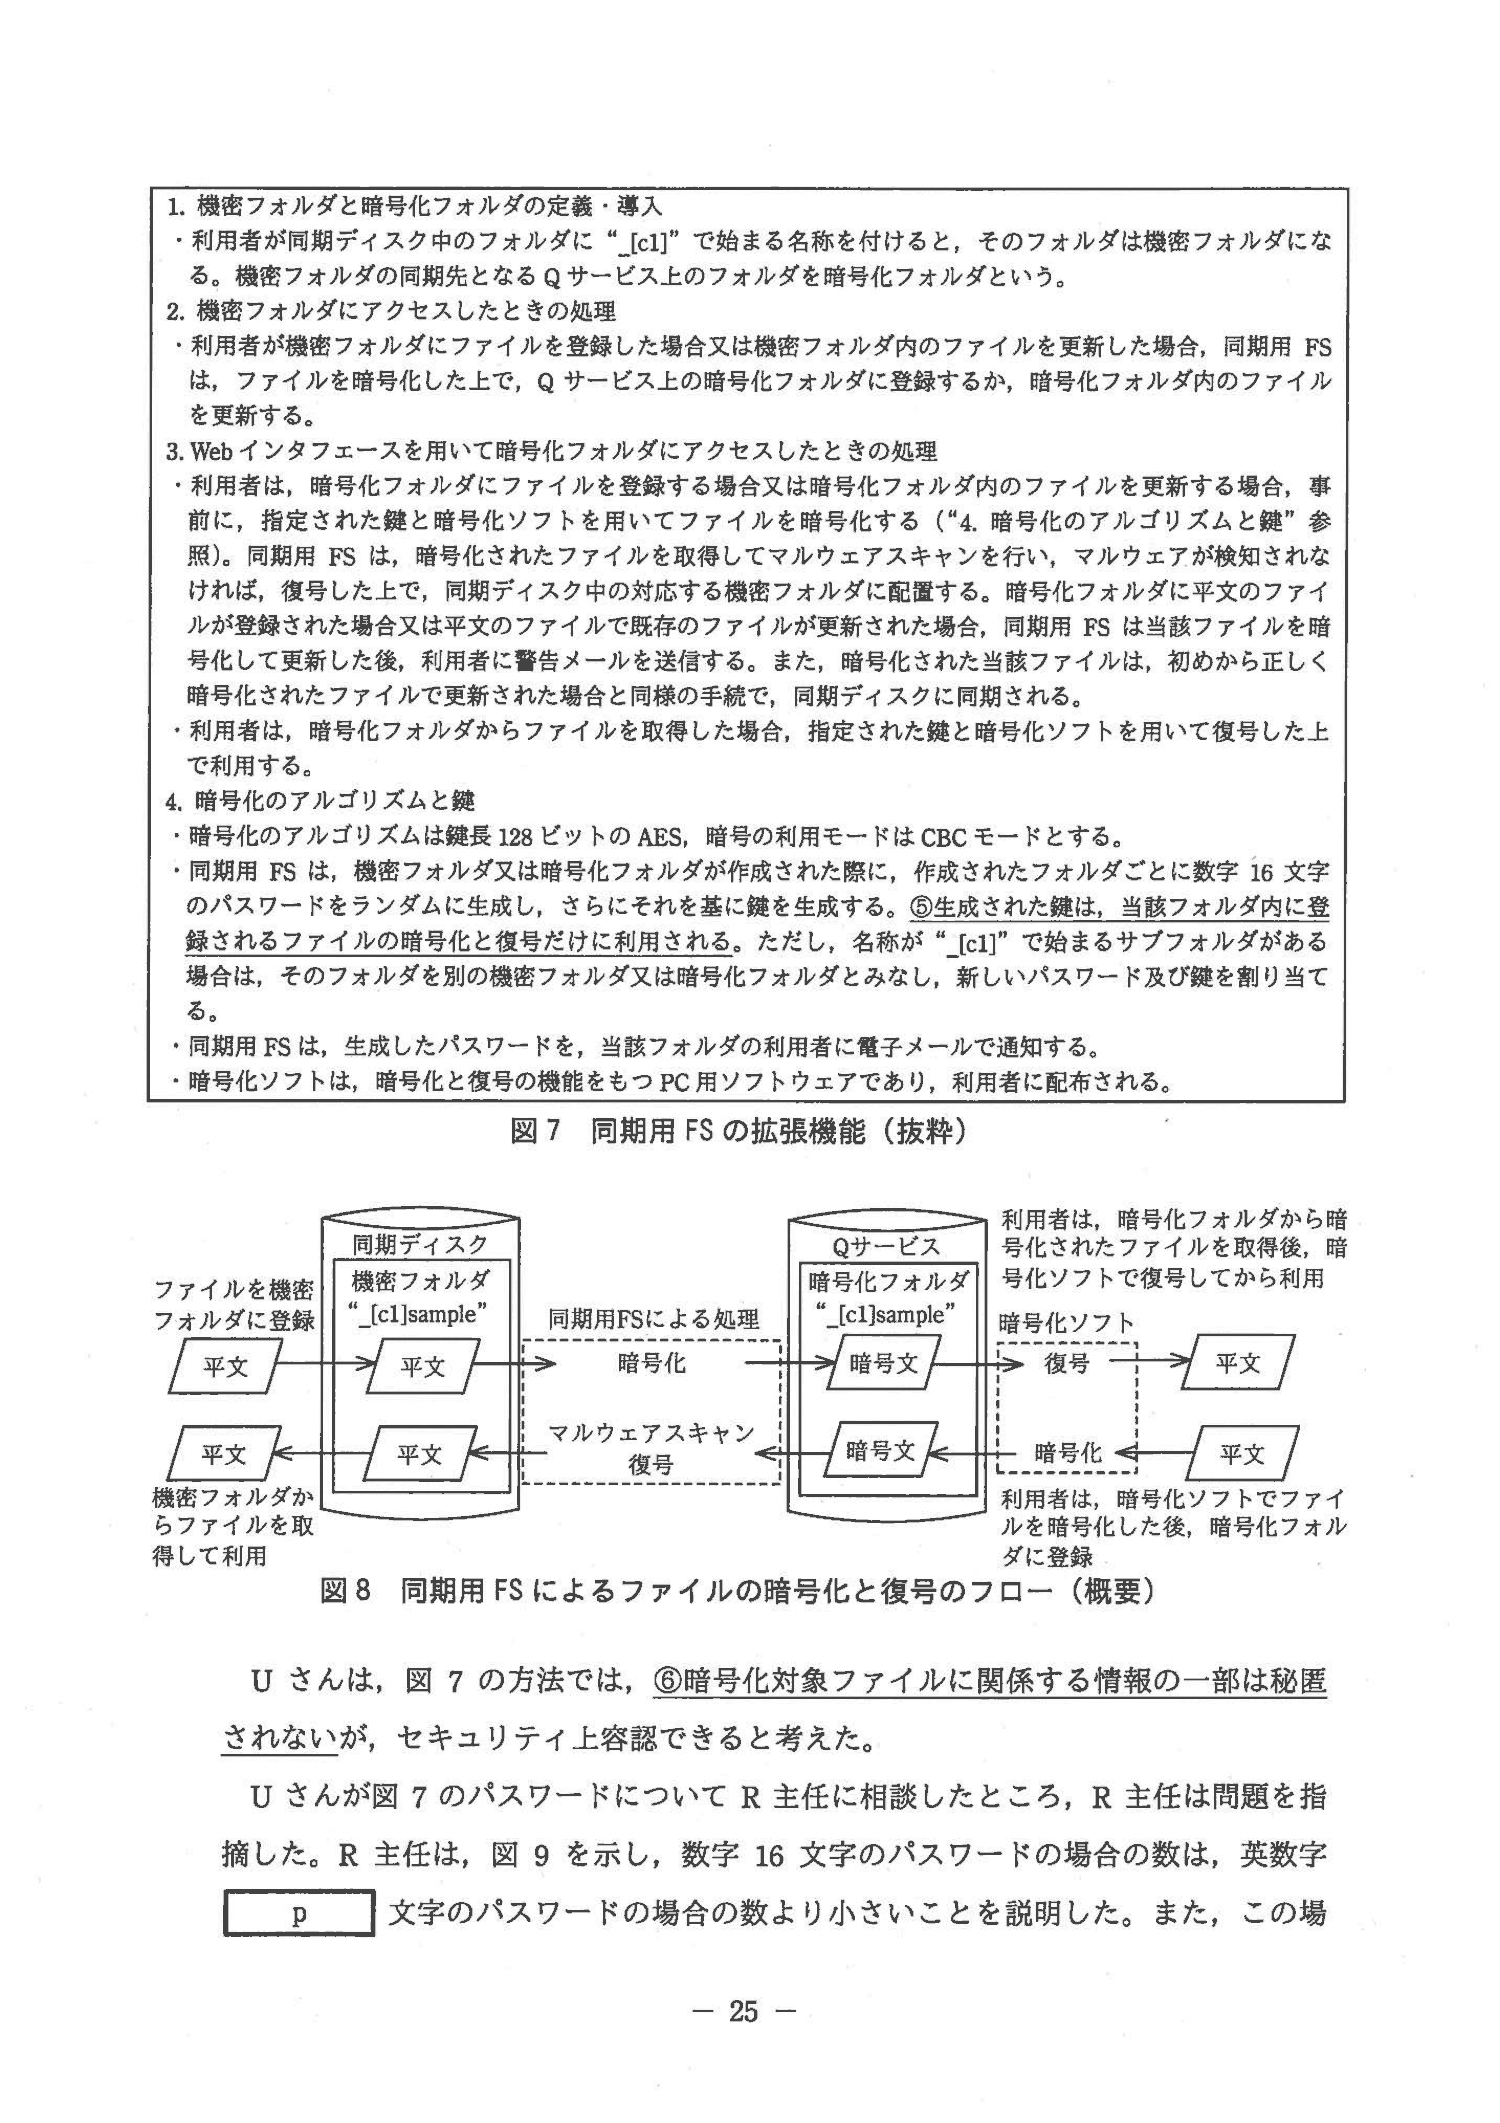 1. 機密フォルダと暗号化フォルダの定義・導入
・利用者が同期ディスク中のフォルダに“_[c1]”で始まる名称を付けると，そのフォルダは機密フォルダにな
る。機密フォルダの同期先となる Q サービス上のフォルダを暗号化フォルダという。
2. 機密フォルダにアクセスしたときの処理
・利用者が機密フォルダにファイルを登録した場合又は機密フォルダ内のファイルを更新した場合，同期用 FS
は，ファイルを暗号化した上で，Q サービス上の暗号化フォルダに登録するか，暗号化フォルダ内のファイル
を更新する。
3. Web インタフェースを用いて暗号化フォルダにアクセスしたときの処理
・利用者は，暗号化フォルダにファイルを登録する場合又は暗号化フォルダ内のファイルを更新する場合，事
前に，指定された鍵と暗号化ソフトを用いてファイルを暗号化する（“4. 暗号化のアルゴリズムと鍵”参
照）。同期用 FS は，暗号化されたファイルを取得してマルウェアスキャンを行い，マルウェアが検知されな
ければ，復号した上で，同期ディスク中の対応する機密フォルダに配置する。暗号化フォルダに平文のファイ
ルが登録された場合又は平文のファイルで既存のファイルが更新された場合，同期用 FS は当該ファイルを暗
号化して更新した後，利用者に警告メールを送信する。また，暗号化された当該ファイルは，初めから正しく
暗号化されたファイルで更新された場合と同様の手続で，同期ディスクに同期される。
・利用者は，暗号化フォルダからファイルを取得した場合，指定された鍵と暗号化ソフトを用いて復号した上
で利用する。
4. 暗号化のアルゴリズムと鍵
・暗号化のアルゴリズムは鍵長 128 ビットの AES，暗号の利用モードは CBC モードとする。
・同期用 FS は，機密フォルダ又は暗号化フォルダが作成された際に，作成されたフォルダごとに数字 16 文字
のパスワードをランダムに生成し，さらにそれを基に鍵を生成する。⑤生成された鍵は，当該フォルダ内に登
録されるファイルの暗号化と復号だけに利用される。ただし，名称が“_[c1]”で始まるサブフォルダがある
場合は，そのフォルダを別の機密フォルダ又は暗号化フォルダとみなし，新しいパスワード及び鍵を割り当て
る。
・同期用 FS は，生成したパスワードを，当該フォルダの利用者に電子メールで通知する。
・暗号化ソフトは，暗号化と復号の機能をもつ PC 用ソフトウェアであり，利用者に配布される。
図 7　同期用 FS の拡張機能（抜粋）
ファイルを機密
フォルダに登録
平文
平文
機密フォルダか
らファイルを取
得して利用
同期ディスク
機密フォルダ
“_[c1]sample”
平文
平文
同期用FSによる処理
暗号化
マルウェアスキャン
復号
Qサービス
暗号化フォルダ
“_[c1]sample”
暗号文
暗号文
利用者は，暗号化フォルダから暗
号化されたファイルを取得後，暗
号化ソフトで復号してから利用
暗号化ソフト
復号
平文
暗号化
平文
利用者は，暗号化ソフトでファイ
ルを暗号化した後，暗号化フォル
ダに登録
図 8　同期用 FS によるファイルの暗号化と復号のフロー（概要）
U さんは，図 7 の方法では，⑥暗号化対象ファイルに関係する情報の一部は秘匿
されないが，セキュリティ上容認できると考えた。
U さんが図 7 のパスワードについて R 主任に相談したところ，R 主任は問題を指
摘した。R 主任は，図 9 を示し，数字 16 文字のパスワードの場合の数は，英数字
p 文字のパスワードの場合の数より小さいことを説明した。また，この場
－ 25 －